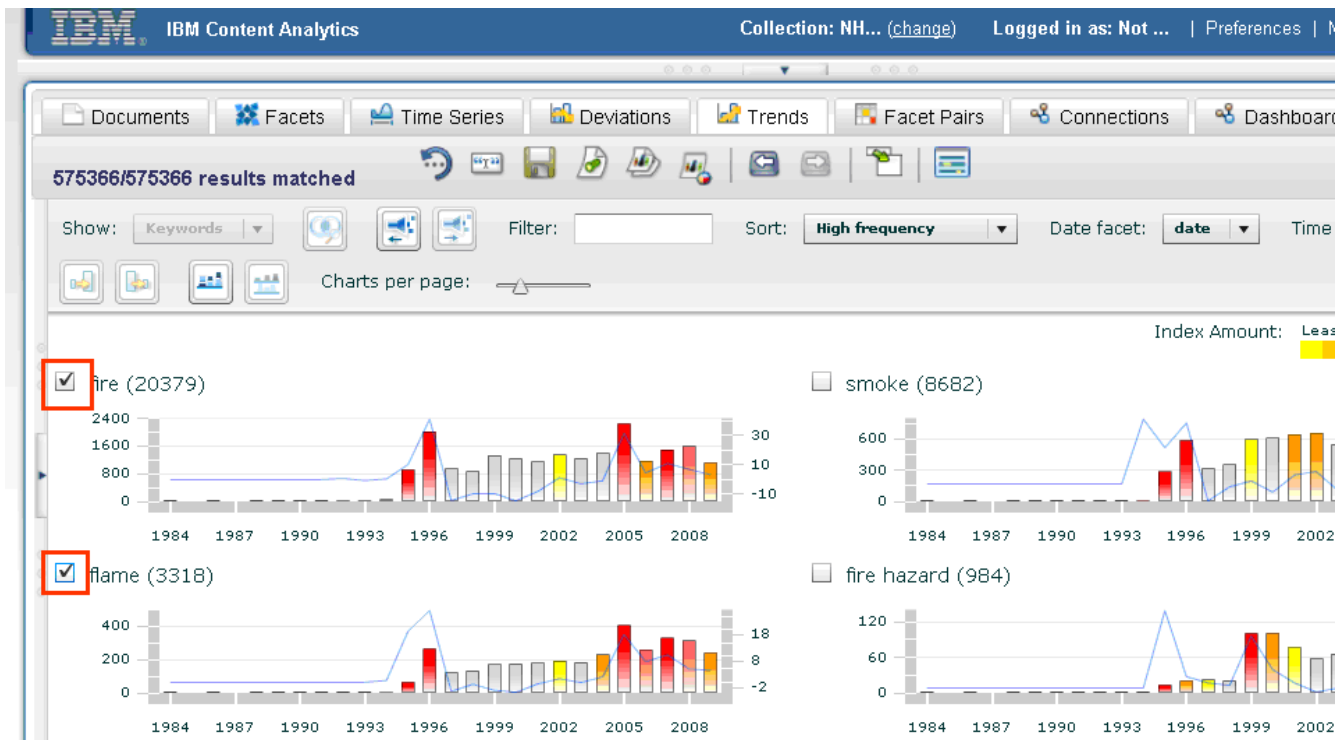 IBM IBM Content Analytics Collection: NH... (change) Logged in as: Not ... | Preferences |
Documents Facets Time Series Deviations Trends Facet Pairs Connections Dashboard
575366/575366 results matched
Show: Keywords Filter: Sort: High frequency Date facet: date Time
Charts per page:
Index Amount: Leas
fire (20379)
2400
1600
800
0
30
10
-10
1984 1987 1990 1993 1996 1999 2002 2005 2008
smoke (8682)
600
300
0
1984 1987 1990 1993 1996 1999 2002
flame (3318)
400
200
0
18
8
-2
1984 1987 1990 1993 1996 1999 2002 2005 2008
fire hazard (984)
120
60
0
1984 1987 1990 1993 1996 1999 2002